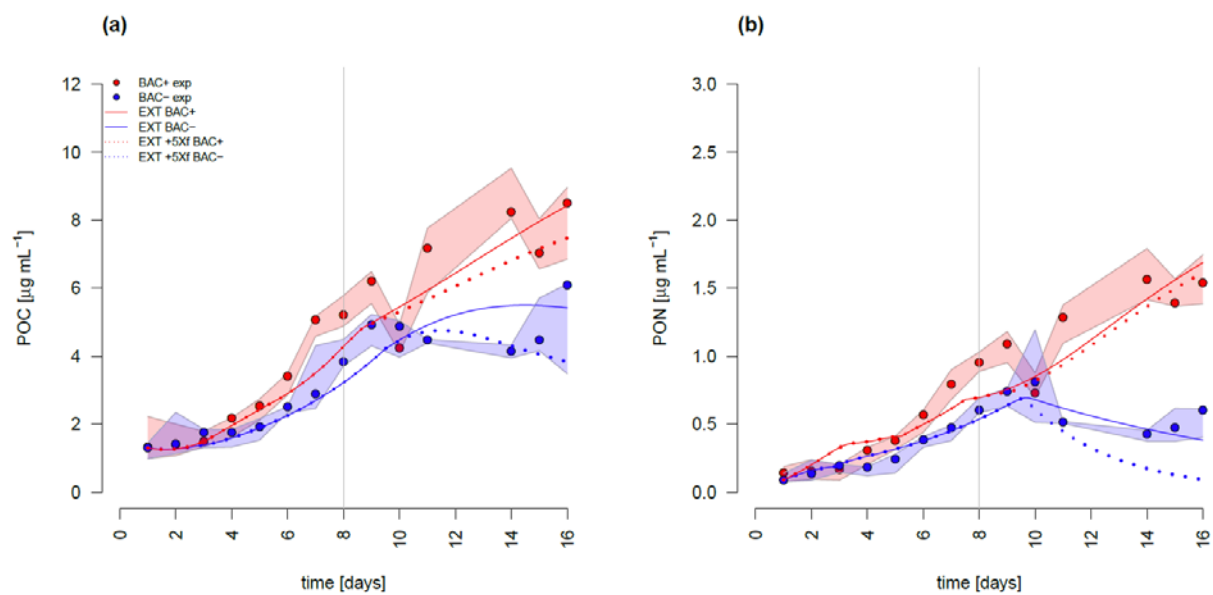 (a)
POC [µg mL⁻¹]
12
10
8
6
4
2
0
BAC+ exp
BAC− exp
EXT BAC+
EXT BAC−
EXT +5Xf BAC+
EXT +5Xf BAC−
0 2 4 6 8 10 12 14 16
time [days]
(b)
PON [µg mL⁻¹]
3.0
2.5
2.0
1.5
1.0
0.5
0.0
0 2 4 6 8 10 12 14 16
time [days]